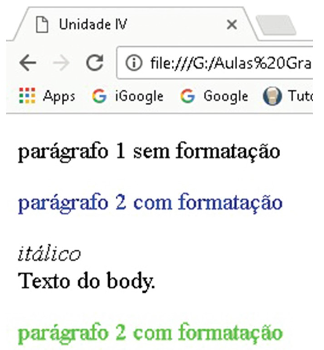 Unidade IV
file:///G:/Aulas%20Gra
Apps iGoogle Google Tuto
parágrafo 1 sem formatação
parágrafo 2 com formatação
itálico
Texto do body.
parágrafo 2 com formatação